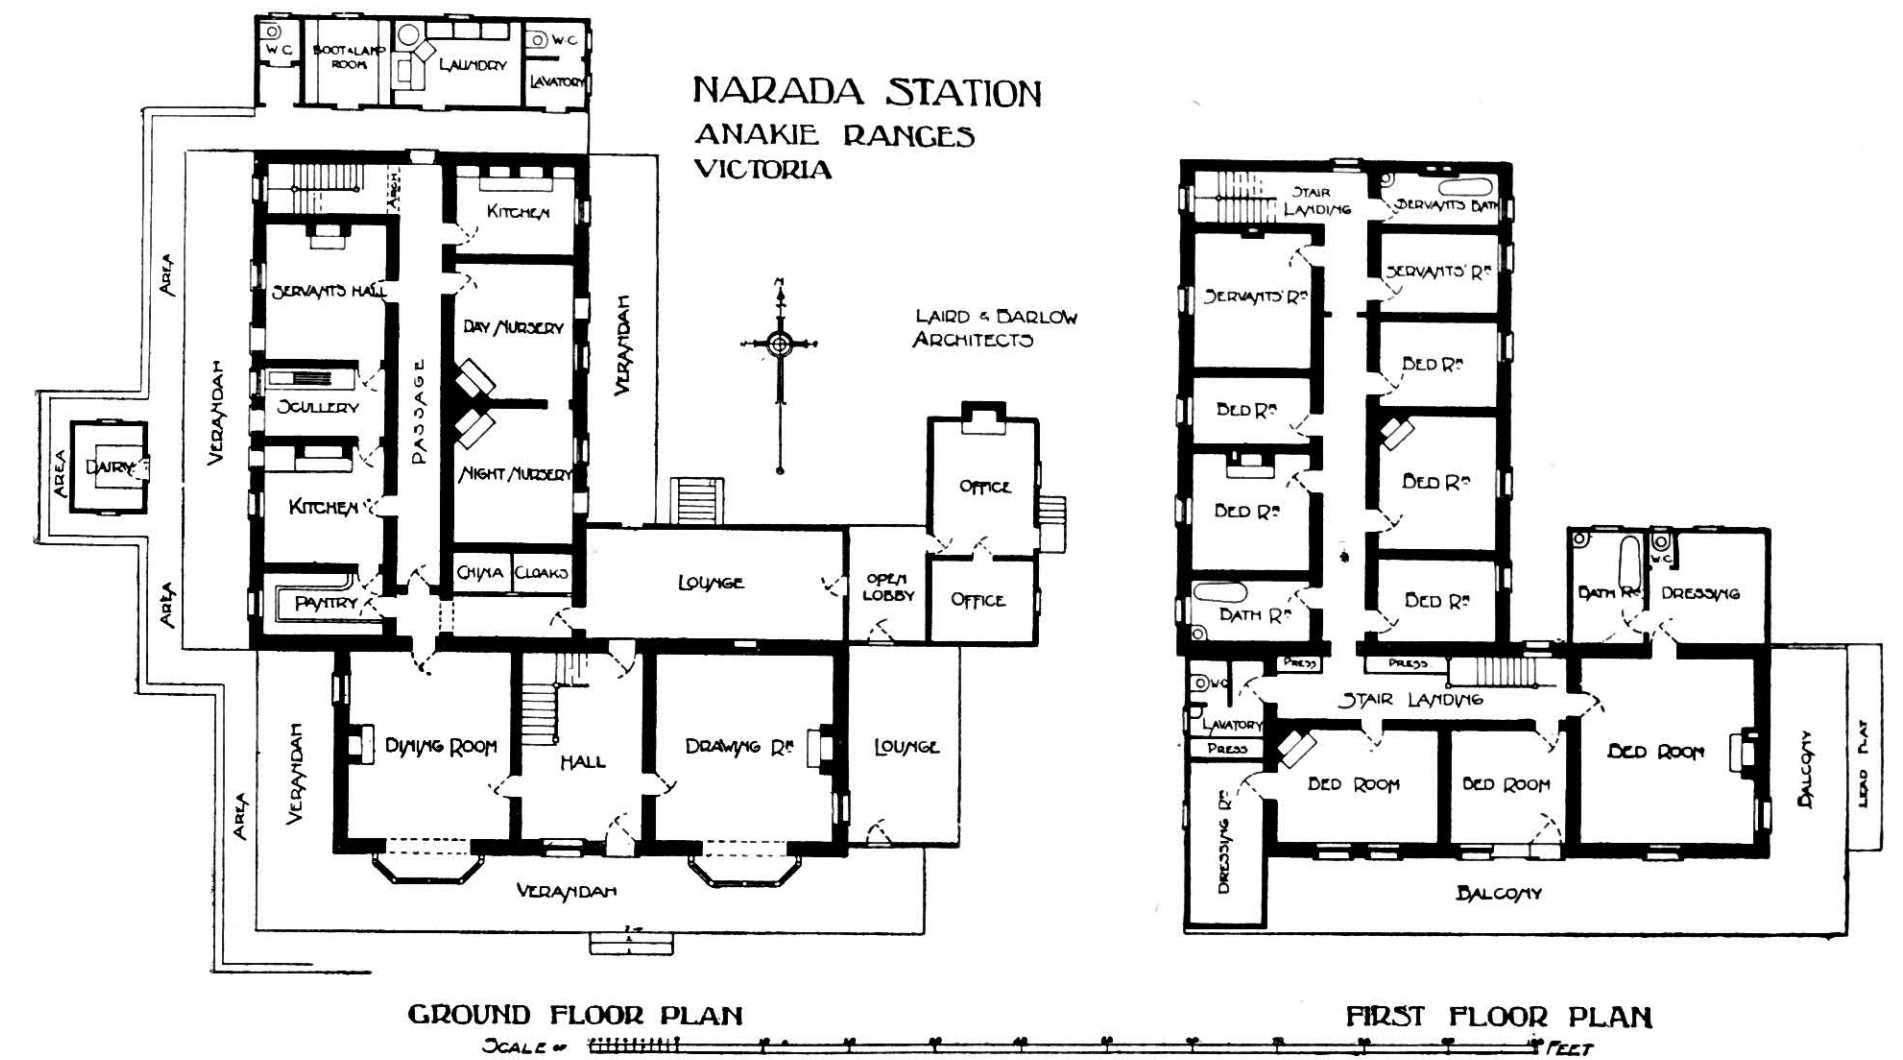 NARADA STATION
ANAKIE RANGES
VICTORIA
LAIRD & BARLOW
ARCHITECTS
W.C
BOOT & LAMP
ROOM
LAUNDRY
W.C
LAVATORY
ARCH
KITCHEN
SERVANTS HALL
DAY NURSERY
SCULLERY
PASSAGE
NIGHT NURSERY
KITCHEN
PANTRY
CHINA
CLOAKS
LOUNGE
OPEN
LOBBY
OFFICE
OFFICE
DAIRY
AREA
AREA
AREA
AREA
VERANDAH
VERANDAH
VERANDAH
DINING ROOM
HALL
DRAWING RM
LOUNGE
VERANDAH
GROUND FLOOR PLAN
STAIR
LANDING
SERVANTS BATH
SERVANTS' RM
SERVANTS' RM
BED RM
BED RM
BED RM
BED RM
BED RM
BATH RM
BATH RM
W.C
DRESSING
PRESS
PRESS
W.C
STAIR LANDING
LAVATORY
PRESS
DRESSING RM
BED ROOM
BED ROOM
BED ROOM
BALCONY
LEAD FLAT
BALCONY
FIRST FLOOR PLAN
SCALE OF
FEET